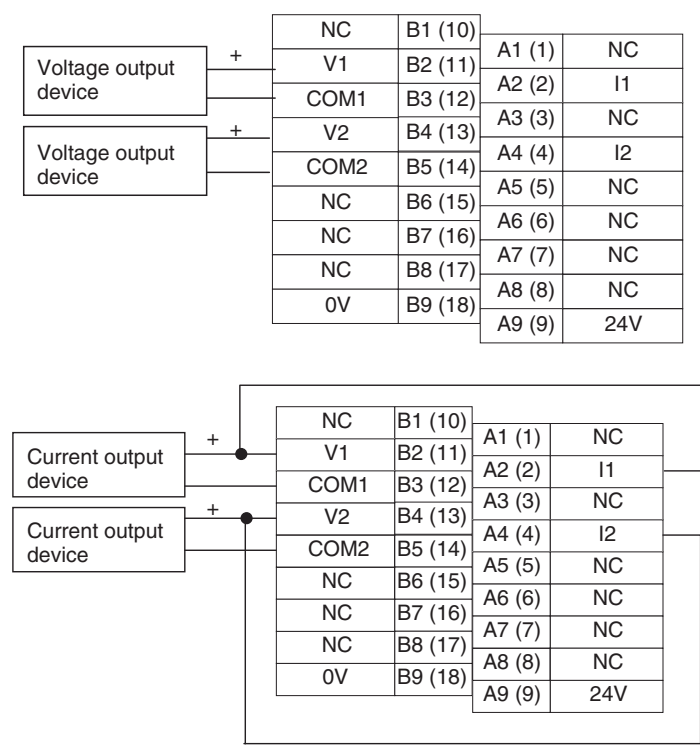 Voltage output
device
+
Voltage output
device
+
NC B1 (10)
V1 B2 (11)
COM1 B3 (12)
V2 B4 (13)
COM2 B5 (14)
NC B6 (15)
NC B7 (16)
NC B8 (17)
0V B9 (18)
A1 (1) NC
A2 (2) I1
A3 (3) NC
A4 (4) I2
A5 (5) NC
A6 (6) NC
A7 (7) NC
A8 (8) NC
A9 (9) 24V
Current output
device
+
Current output
device
+
NC B1 (10)
V1 B2 (11)
COM1 B3 (12)
V2 B4 (13)
COM2 B5 (14)
NC B6 (15)
NC B7 (16)
NC B8 (17)
0V B9 (18)
A1 (1) NC
A2 (2) I1
A3 (3) NC
A4 (4) I2
A5 (5) NC
A6 (6) NC
A7 (7) NC
A8 (8) NC
A9 (9) 24V